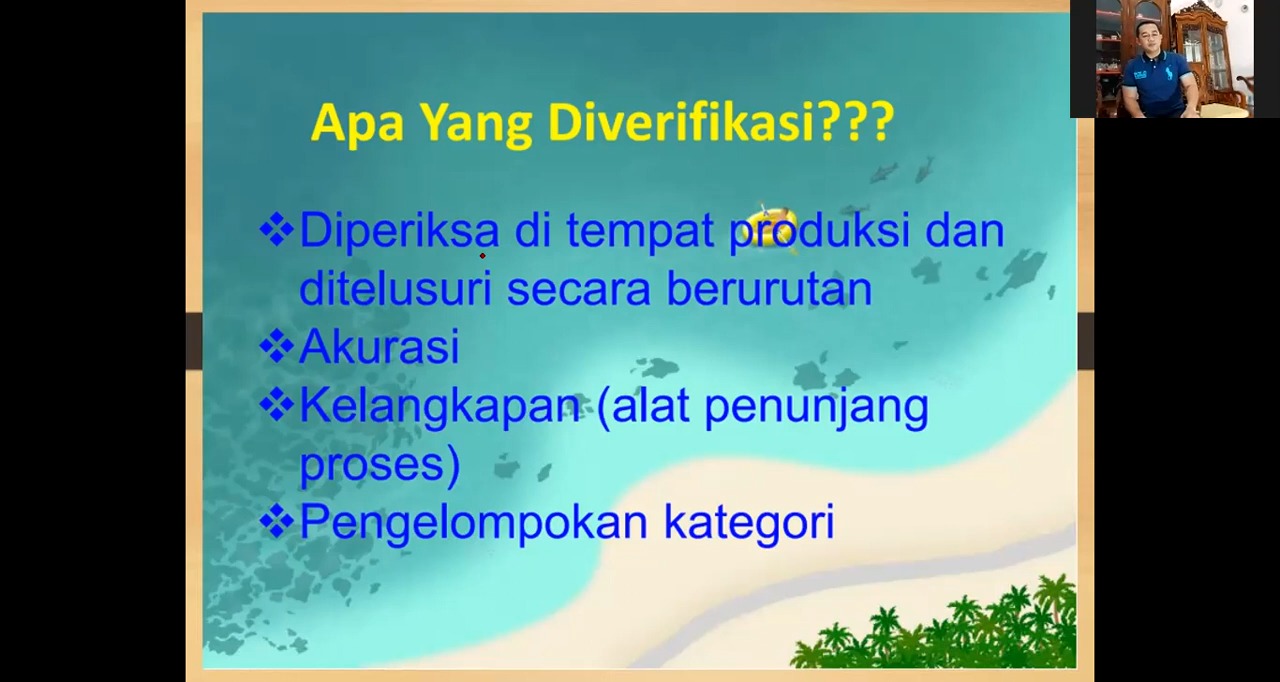 Apa Yang Diverifikasi???
❖Diperiksa di tempat produksi dan
ditelusuri secara berurutan
❖Akurasi
❖Kelangkapan (alat penunjang
proses)
❖Pengelompokan kategori